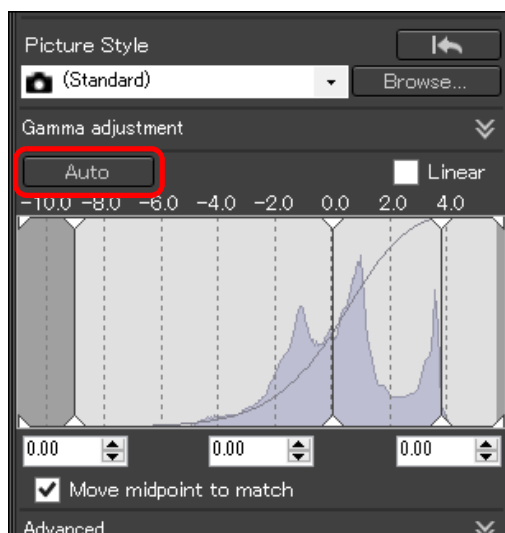 Picture Style
(Standard)
Browse...
Gamma adjustment
Auto
Linear
-10.0 -8.0 -6.0 -4.0 -2.0 0.0 2.0 4.0
0.00 0.00 0.00
Move midpoint to match
Advanced